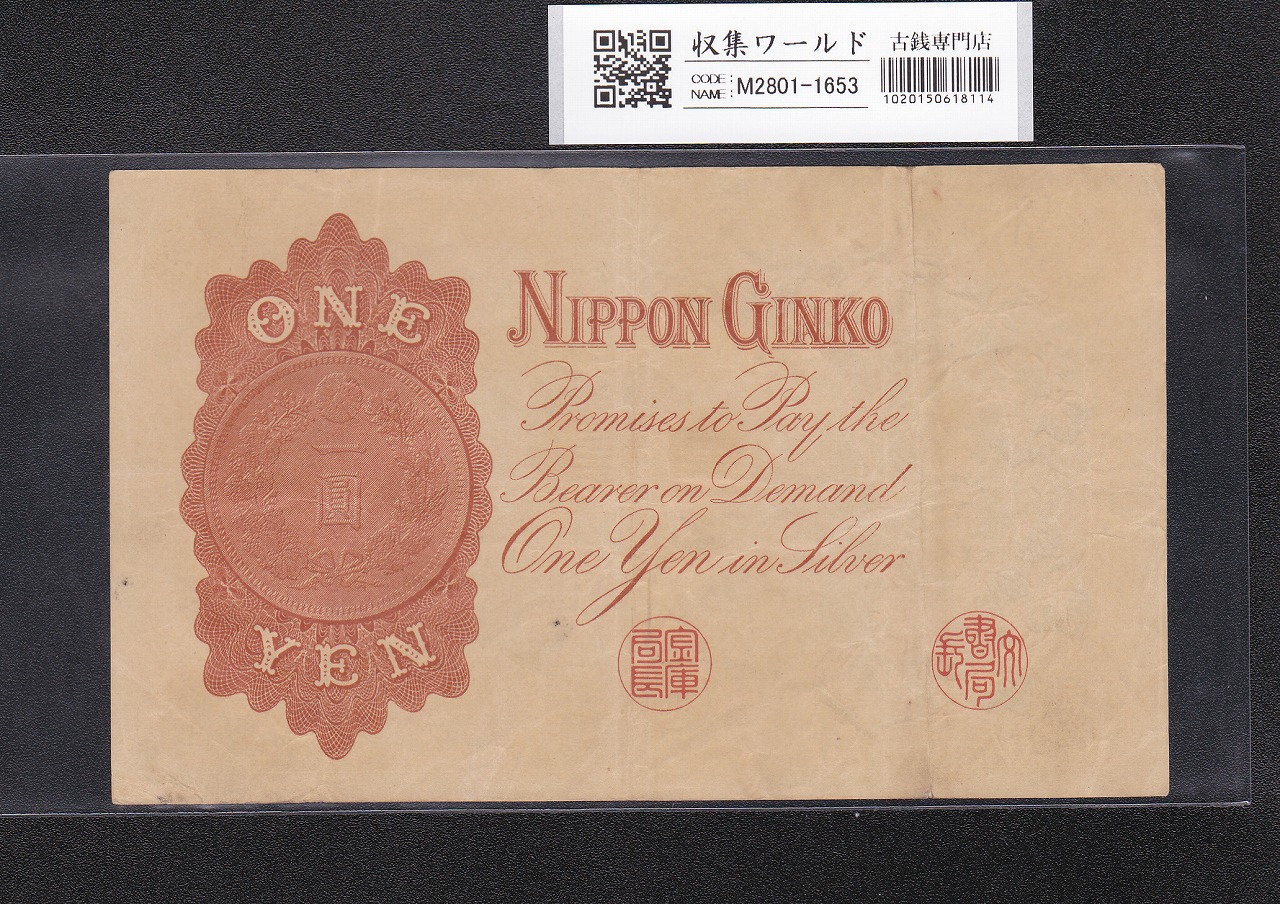 収集ワールド 古銭専門店
CODE:
NAME: M2801-1653
1020150618114
ONE
一
圓
YEN
NIPPON GINKO
Promises to Pay the
Bearer on Demand
One Yen in Silver
金庫局長
文書局長